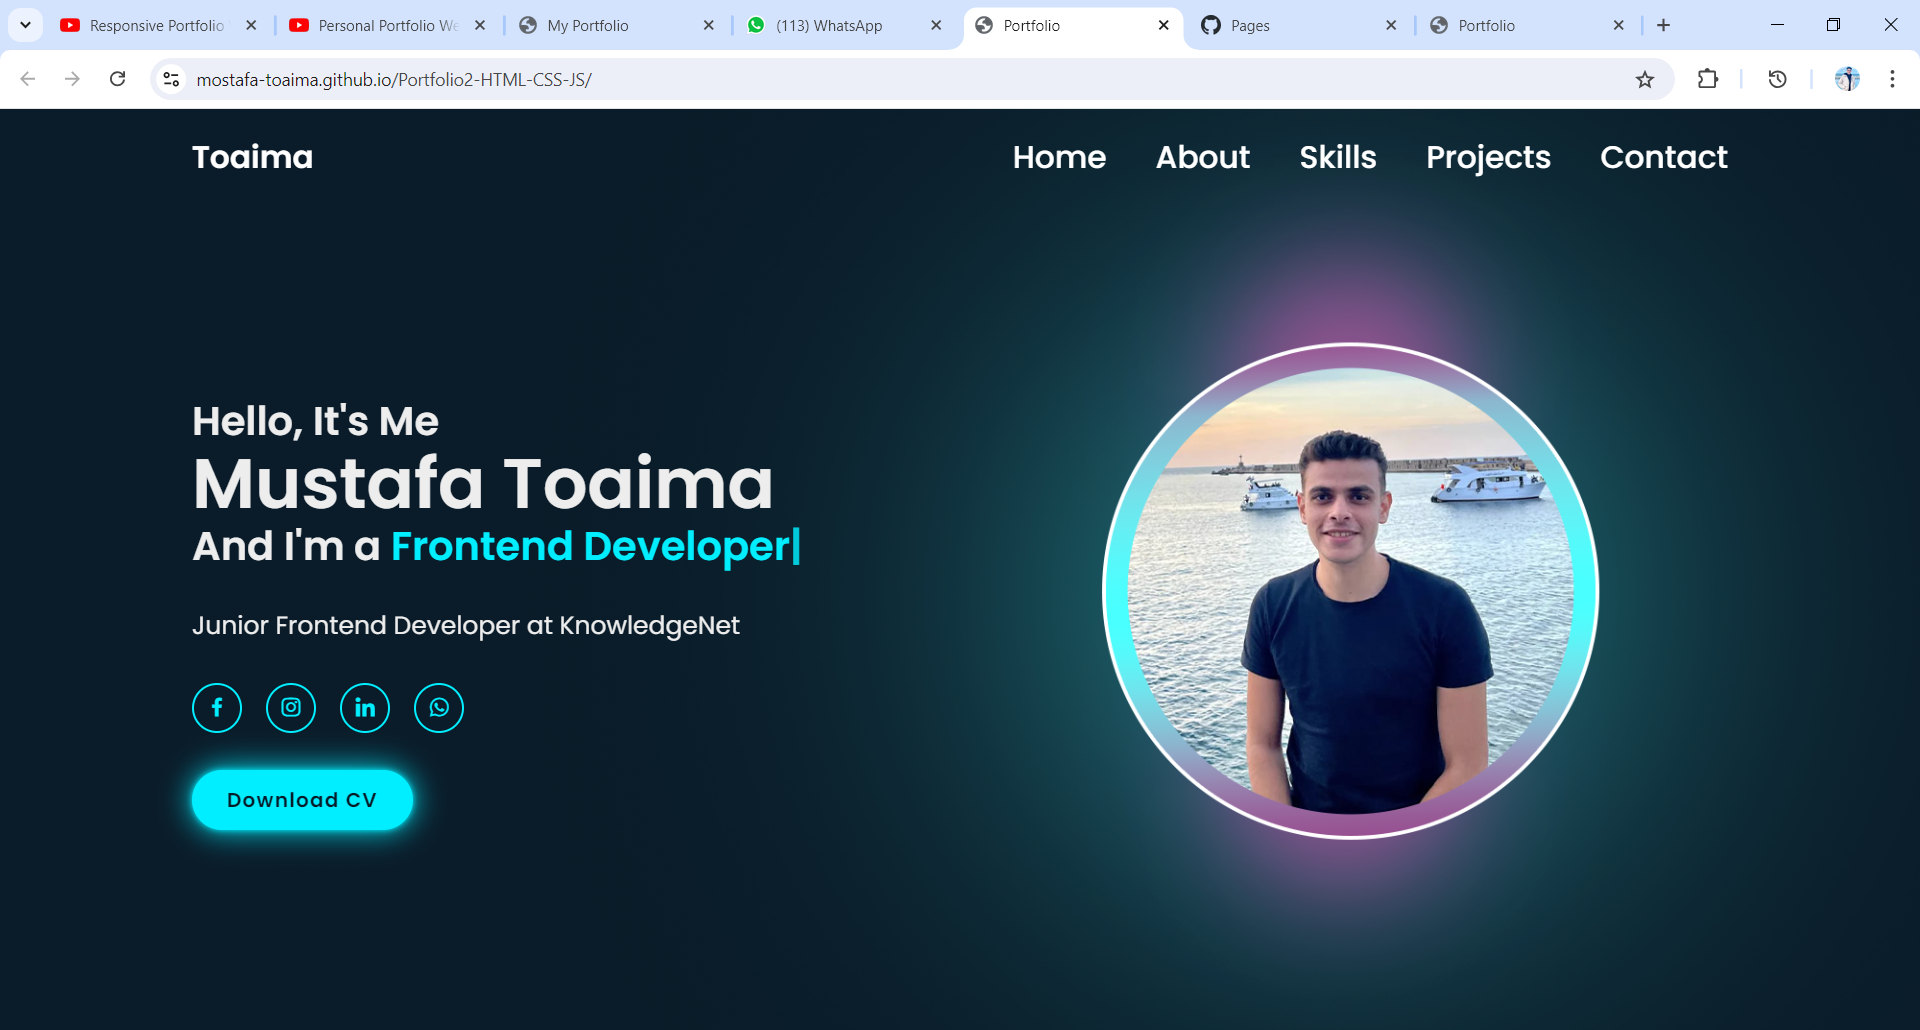 Responsive Portfolio
Personal Portfolio We
My Portfolio
(113) WhatsApp
Portfolio
Pages
Portfolio
mostafa-toaima.github.io/Portfolio2-HTML-CSS-JS/
Toaima
Home
About
Skills
Projects
Contact
Hello, It's Me
Mustafa Toaima
And I'm a Frontend Developer|
Junior Frontend Developer at KnowledgeNet
Download CV